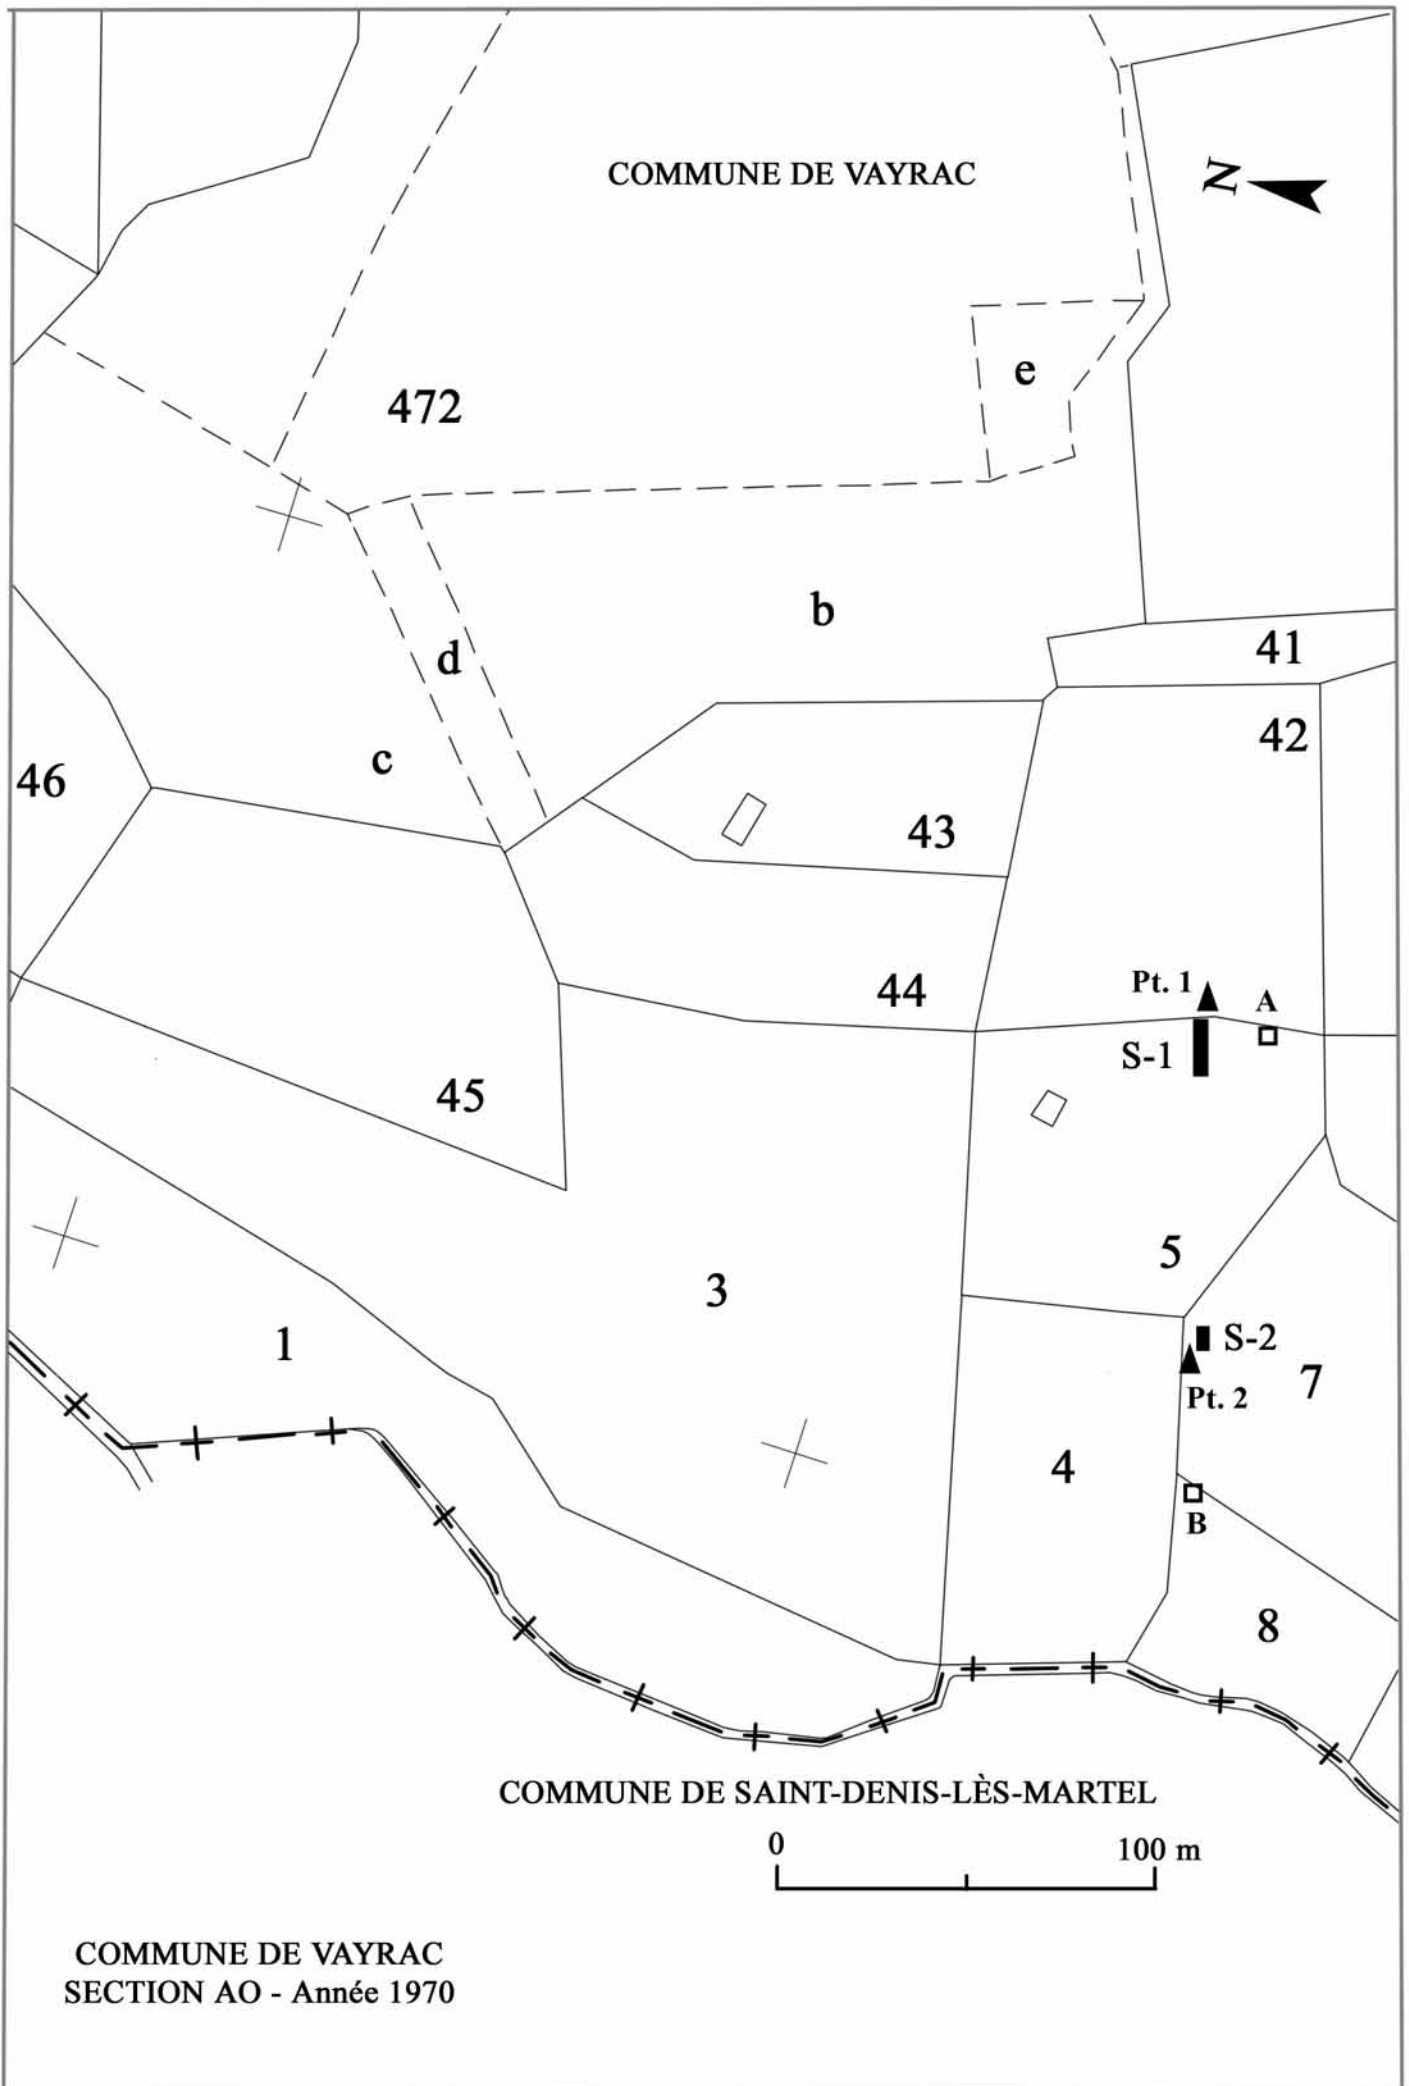 COMMUNE DE VAYRAC
N
e
472
b
41
d
42
c
46
43
Pt. 1
A
44
S-1
45
5
3
S-2
1
7
Pt. 2
4
B
8
COMMUNE DE SAINT-DENIS-LÈS-MARTEL
0
100 m
COMMUNE DE VAYRAC
SECTION AO - Année 1970